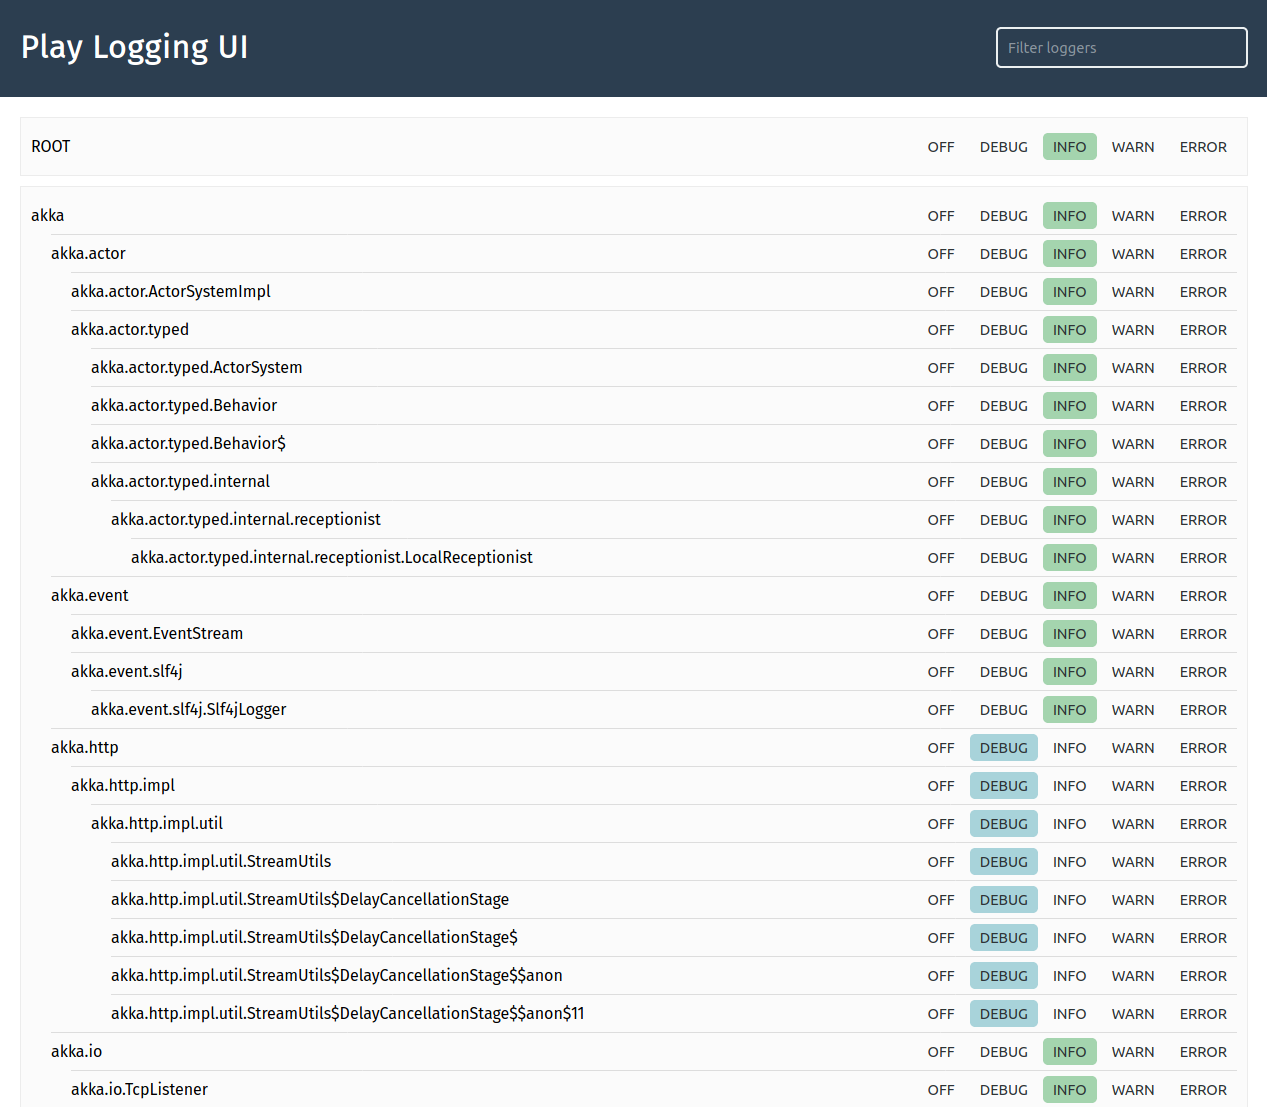 Play Logging UI
Filter loggers
ROOT OFF DEBUG INFO WARN ERROR
akka OFF DEBUG INFO WARN ERROR
akka.actor OFF DEBUG INFO WARN ERROR
akka.actor.ActorSystemImpl OFF DEBUG INFO WARN ERROR
akka.actor.typed OFF DEBUG INFO WARN ERROR
akka.actor.typed.ActorSystem OFF DEBUG INFO WARN ERROR
akka.actor.typed.Behavior OFF DEBUG INFO WARN ERROR
akka.actor.typed.Behavior$ OFF DEBUG INFO WARN ERROR
akka.actor.typed.internal OFF DEBUG INFO WARN ERROR
akka.actor.typed.internal.receptionist OFF DEBUG INFO WARN ERROR
akka.actor.typed.internal.receptionist.LocalReceptionist OFF DEBUG INFO WARN ERROR
akka.event OFF DEBUG INFO WARN ERROR
akka.event.EventStream OFF DEBUG INFO WARN ERROR
akka.event.slf4j OFF DEBUG INFO WARN ERROR
akka.event.slf4j.Slf4jLogger OFF DEBUG INFO WARN ERROR
akka.http OFF DEBUG INFO WARN ERROR
akka.http.impl OFF DEBUG INFO WARN ERROR
akka.http.impl.util OFF DEBUG INFO WARN ERROR
akka.http.impl.util.StreamUtils OFF DEBUG INFO WARN ERROR
akka.http.impl.util.StreamUtils$DelayCancellationStage OFF DEBUG INFO WARN ERROR
akka.http.impl.util.StreamUtils$DelayCancellationStage$ OFF DEBUG INFO WARN ERROR
akka.http.impl.util.StreamUtils$DelayCancellationStage$$anon OFF DEBUG INFO WARN ERROR
akka.http.impl.util.StreamUtils$DelayCancellationStage$$anon$11 OFF DEBUG INFO WARN ERROR
akka.io OFF DEBUG INFO WARN ERROR
akka.io.TcpListener OFF DEBUG INFO WARN ERROR